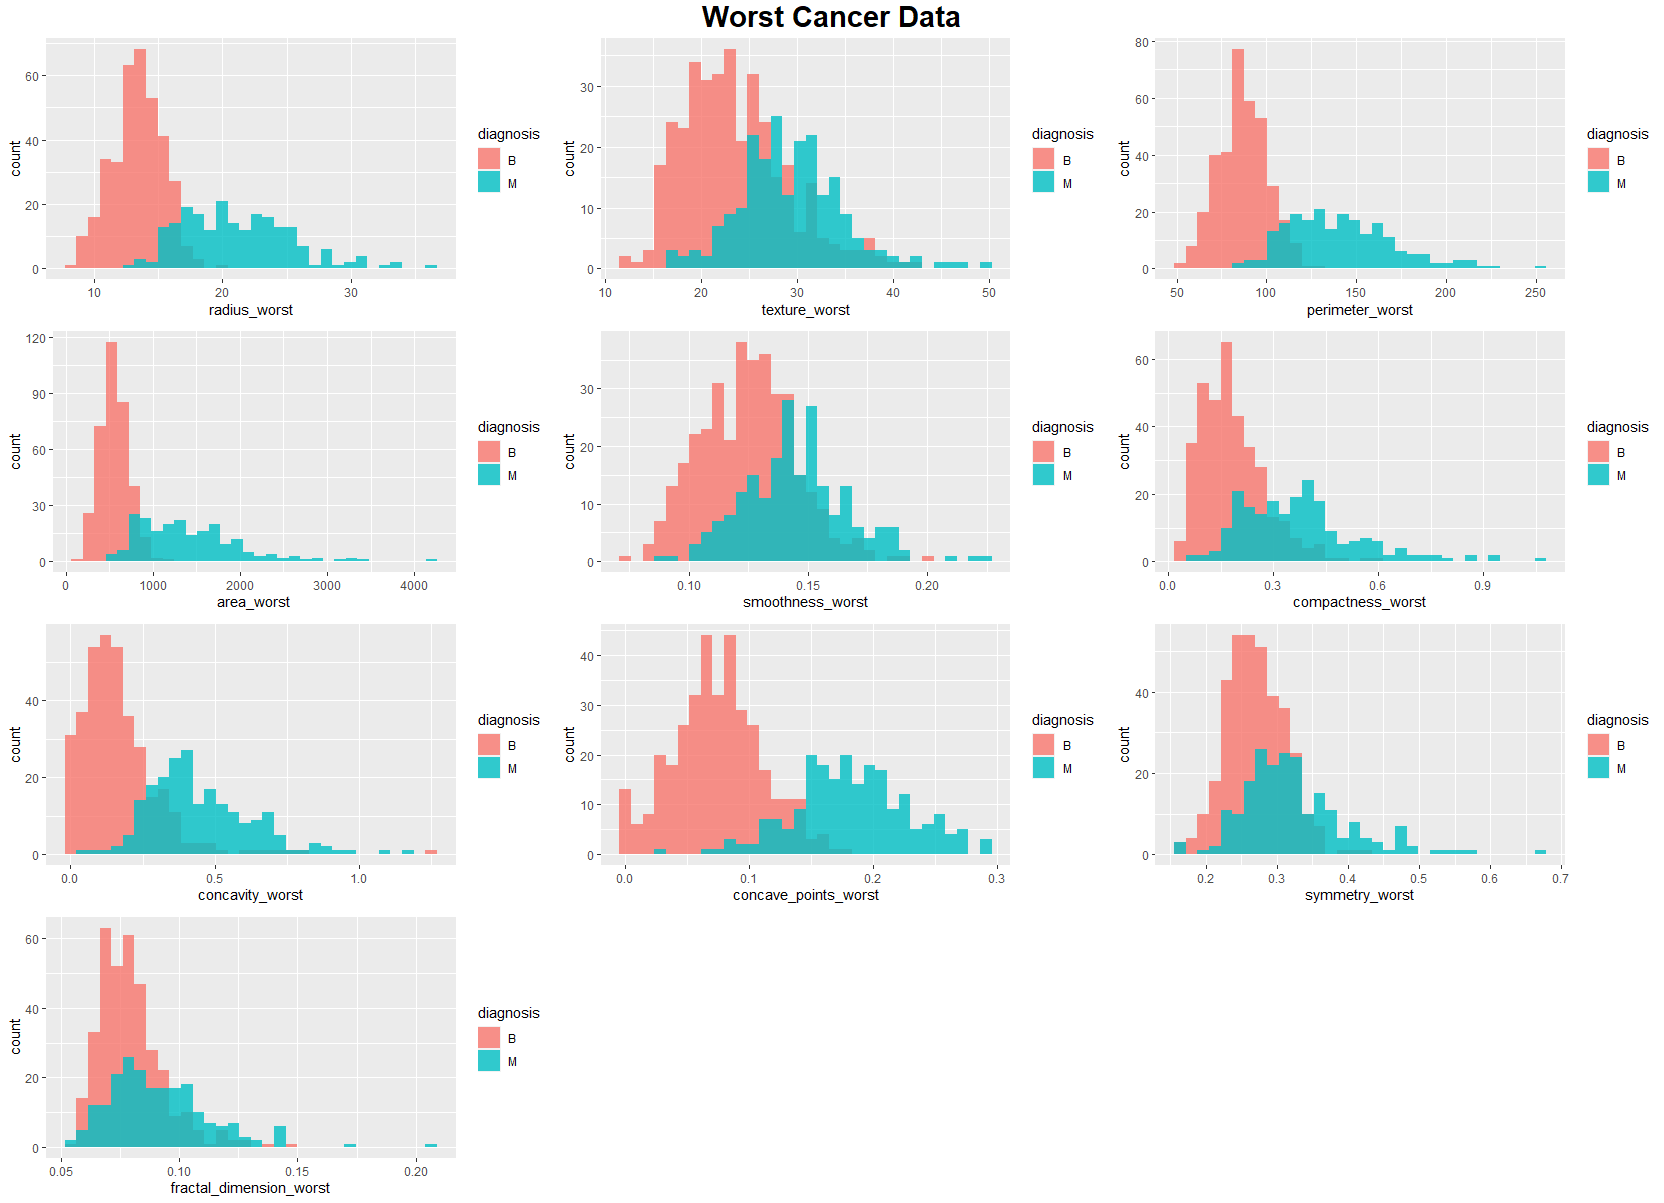 Worst Cancer Data
count
60
40
20
0
10
20
30
radius_worst
diagnosis
B
M
count
30
20
10
0
10
20
30
40
50
texture_worst
diagnosis
B
M
count
80
60
40
20
0
50
100
150
200
250
perimeter_worst
diagnosis
B
M
count
120
90
60
30
0
0
1000
2000
3000
4000
area_worst
diagnosis
B
M
count
30
20
10
0
0.10
0.15
0.20
smoothness_worst
diagnosis
B
M
count
60
40
20
0
0.0
0.3
0.6
0.9
compactness_worst
diagnosis
B
M
count
40
20
0
0.0
0.5
1.0
concavity_worst
diagnosis
B
M
count
40
30
20
10
0
0.0
0.1
0.2
0.3
concave_points_worst
diagnosis
B
M
count
40
20
0
0.2
0.3
0.4
0.5
0.6
0.7
symmetry_worst
diagnosis
B
M
count
60
40
20
0
0.05
0.10
0.15
0.20
fractal_dimension_worst
diagnosis
B
M